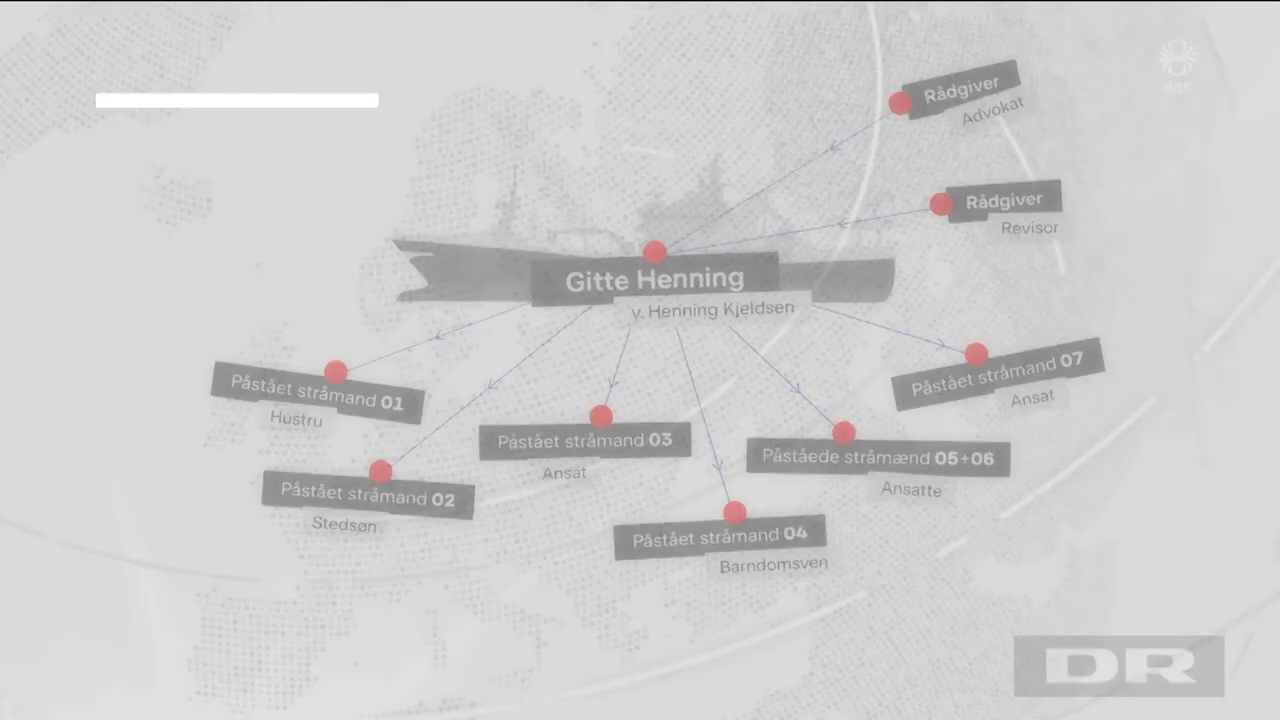 Rådgiver
Advokat
Rådgiver
Revisor
Gitte Henning
v. Henning Kjeldsen
Påstået stråmand 01
Hustru
Påstået stråmand 02
Stedsøn
Påstået stråmand 03
Ansat
Påstået stråmand 04
Barndomsven
Påståede stråmænd 05+06
Ansatte
Påstået stråmand 07
Ansat
DR